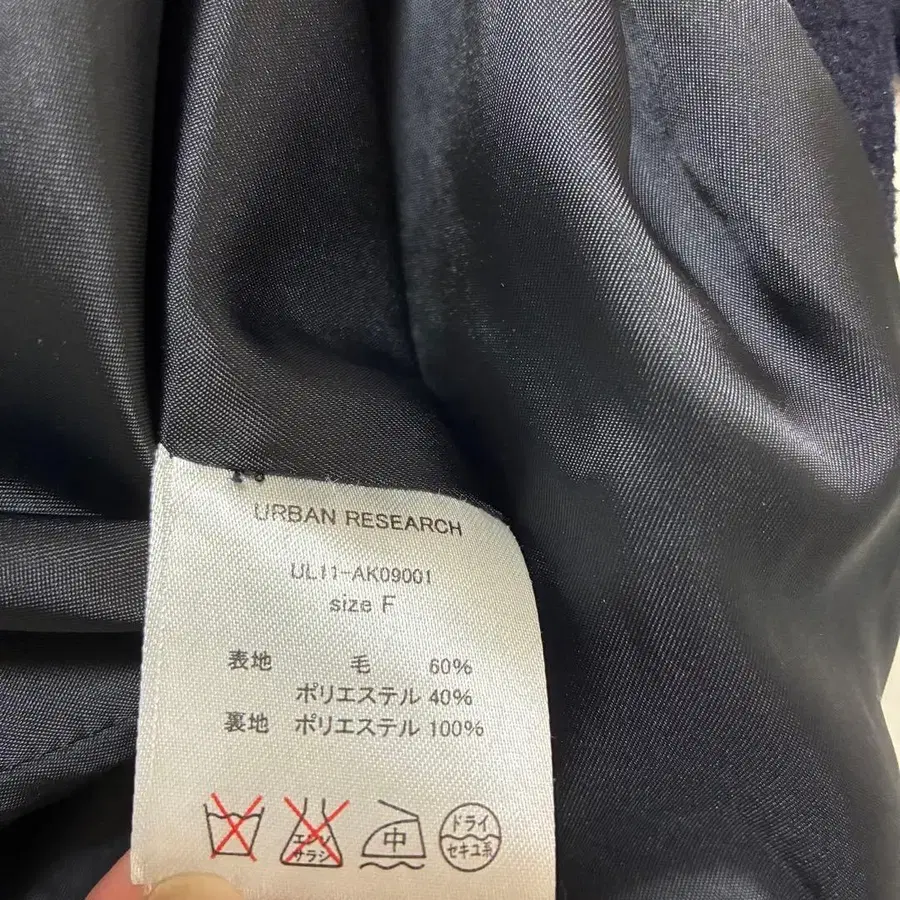 URBAN RESEARCH
UL11-AK09001
size F
表地 毛 60%
ポリエステル 40%
裏地 ポリエステル 100%
エンソ
サラシ
中
ドライ
セキユ系